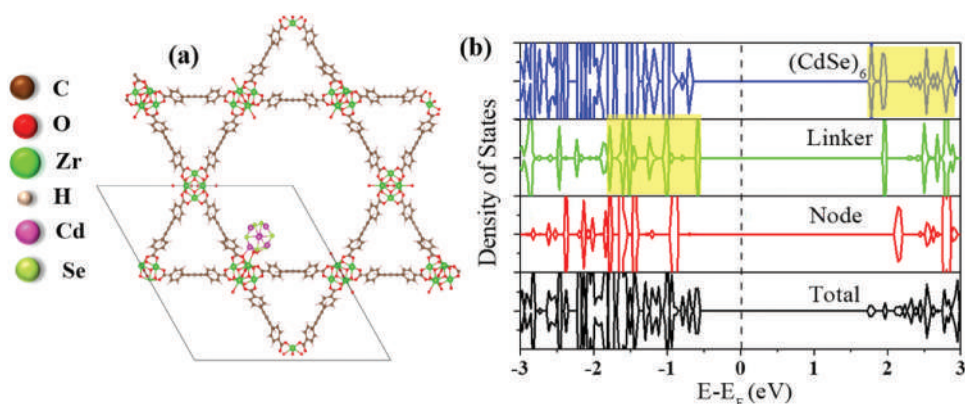 (a)
C
O
Zr
H
Cd
Se
(b)
Density of States
(CdSe)₆
Linker
Node
Total
-3 -2 -1 0 1 2 3
E-E_F (eV)